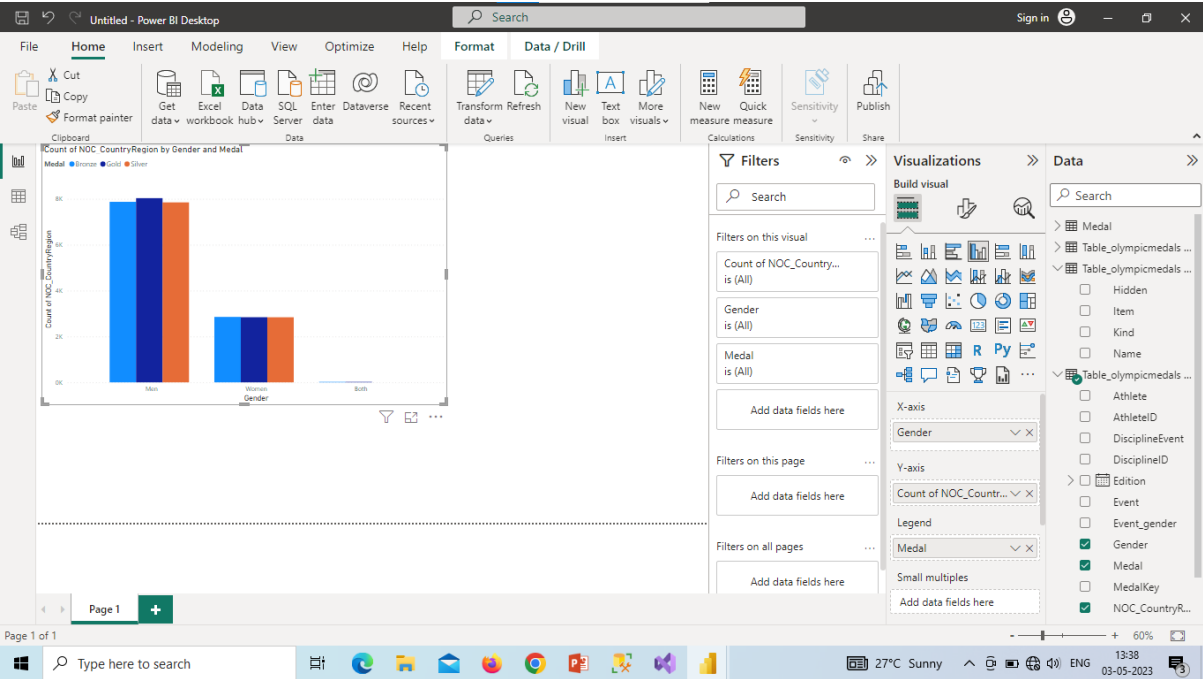 Untitled - Power BI Desktop
Search
Sign in
File Home Insert Modeling View Optimize Help Format Data / Drill
Paste
Cut
Copy
Format painter
Clipboard
Get data
Excel workbook
Data hub
SQL Server
Enter data
Dataverse
Recent sources
Data
Transform data
Refresh
Queries
New visual
Text box
More visuals
Insert
New measure
Quick measure
Calculations
Sensitivity
Sensitivity
Publish
Share
Count of NOC_CountryRegion by Gender and Medal
Medal Bronze Gold Silver
Count of NOC_CountryRegion
8K
6K
4K
2K
0K
Men Women Both
Gender
Filters
Search
Filters on this visual ...
Count of NOC_Country...
is (All)
Gender
is (All)
Medal
is (All)
Add data fields here
Filters on this page ...
Add data fields here
Filters on all pages ...
Add data fields here
Visualizations
Build visual
123
R Py
...
X-axis
Gender
Y-axis
Count of NOC_Countr...
Legend
Medal
Small multiples
Add data fields here
Data
Search
Medal
Table_olympicmedals ...
Table_olympicmedals ...
Hidden
Item
Kind
Name
Table_olympicmedals ...
Athlete
AthleteID
DisciplineEvent
DisciplineID
Edition
Event
Event_gender
Gender
Medal
MedalKey
NOC_CountryR...
Page 1
+
Page 1 of 1
- + 60%
Type here to search
27°C Sunny
ENG
13:38
03-05-2023
3